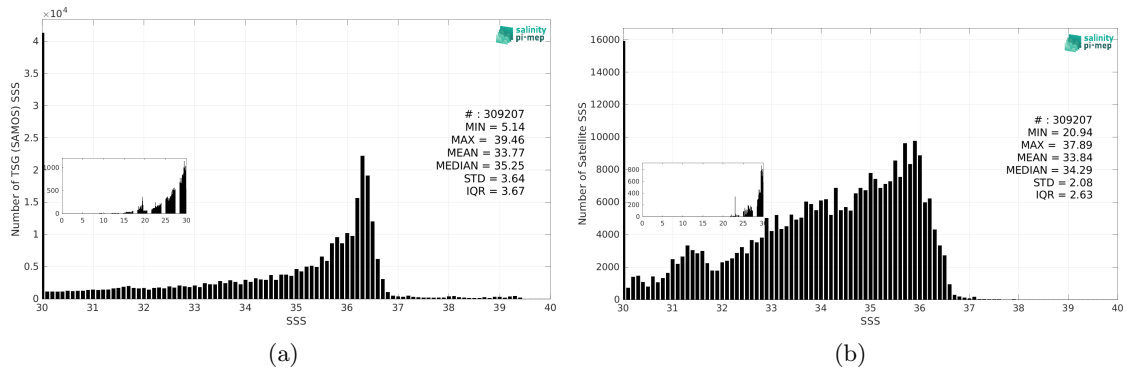 ×10⁴
4
3.5
3
2.5
2
1.5
1
0.5
0
Number of TSG (SAMOS) SSS
salinity
pi-mep
# : 309207
MIN = 5.14
MAX = 39.46
MEAN = 33.77
MEDIAN = 35.25
STD = 3.64
IQR = 3.67
1000
500
0
0 5 10 15 20 25 30
30 31 32 33 34 35 36 37 38 39 40
SSS
(a)
16000
14000
12000
10000
8000
6000
4000
2000
0
Number of Satellite SSS
salinity
pi-mep
# : 309207
MIN = 20.94
MAX = 37.89
MEAN = 33.84
MEDIAN = 34.29
STD = 2.08
IQR = 2.63
800
600
400
200
0
0 5 10 15 20 25 30
30 31 32 33 34 35 36 37 38 39 40
SSS
(b)